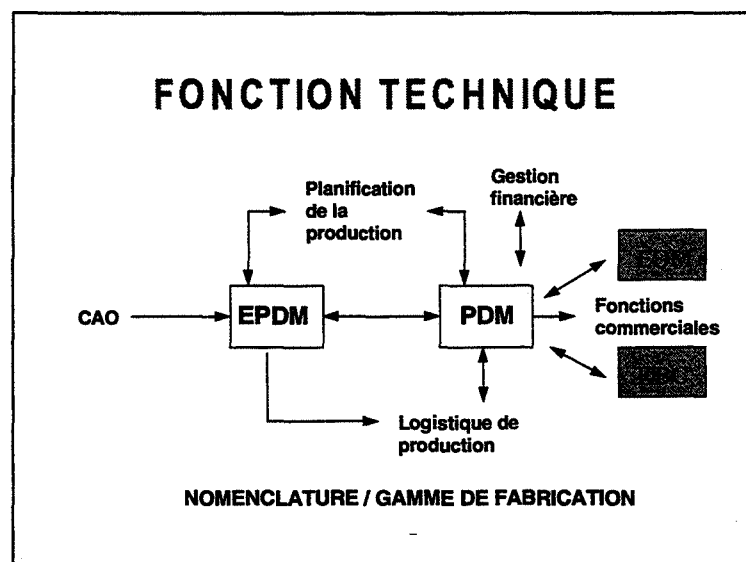 FONCTION TECHNIQUE
Gestion
financière
Planification
de la
production
CAO
EPDM
PDM
Fonctions
commerciales
Logistique de
production
NOMENCLATURE / GAMME DE FABRICATION